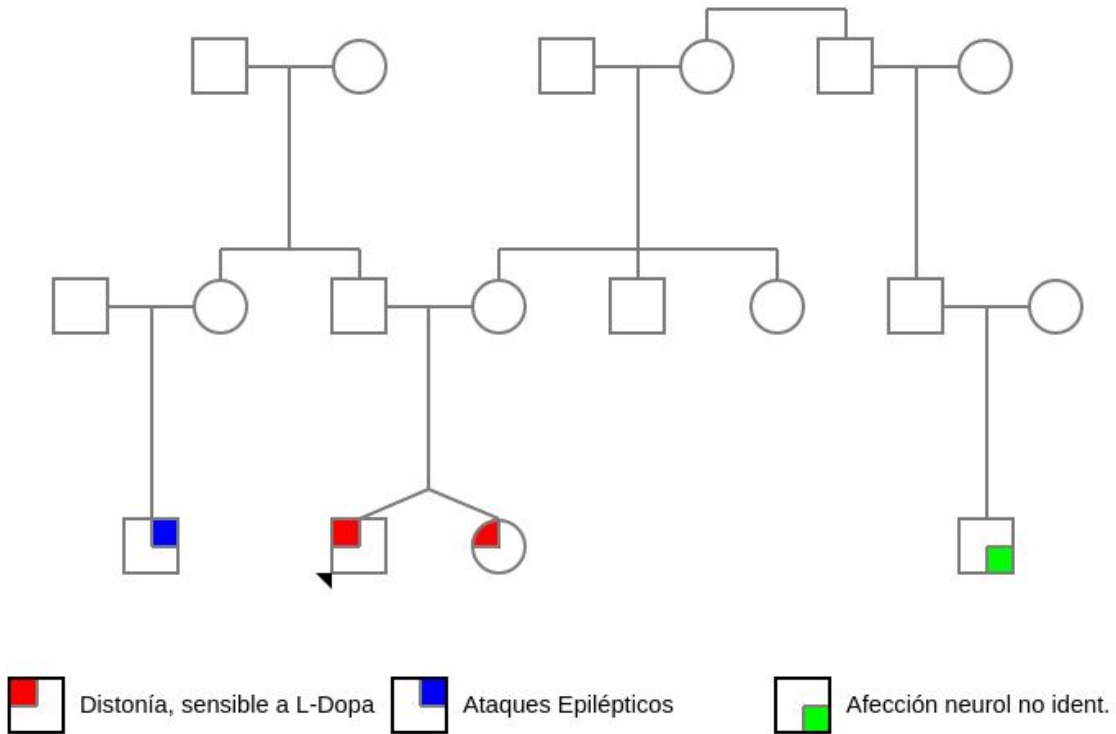 Distonía, sensible a L-Dopa
Ataques Epilépticos
Afección neurol no ident.